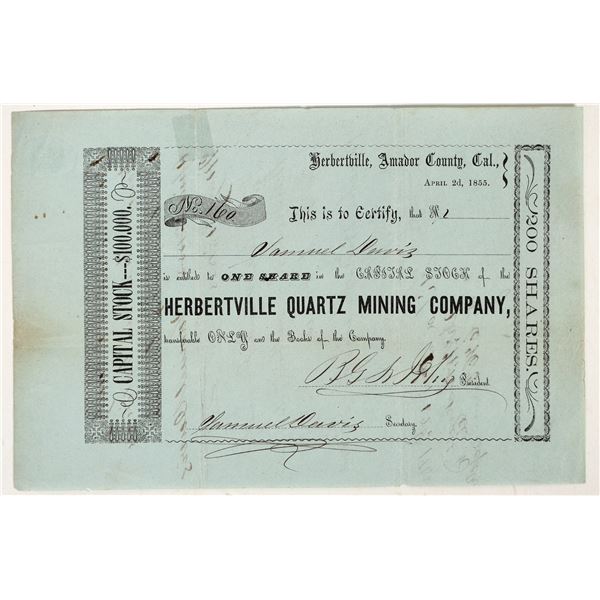 CAPITAL STOCK---$100,000.
Herbertville, Amador County, Cal.,
APRIL 2d, 1855.
No. 160
This is to Certify, that M
Samuel Davis
is entitled to ONE SHARE in the CAPITAL STOCK of the
HERBERTVILLE QUARTZ MINING COMPANY,
transferable ONLY on the Books of the Company.
President.
Samuel Davis Secretary.
200 SHARES.